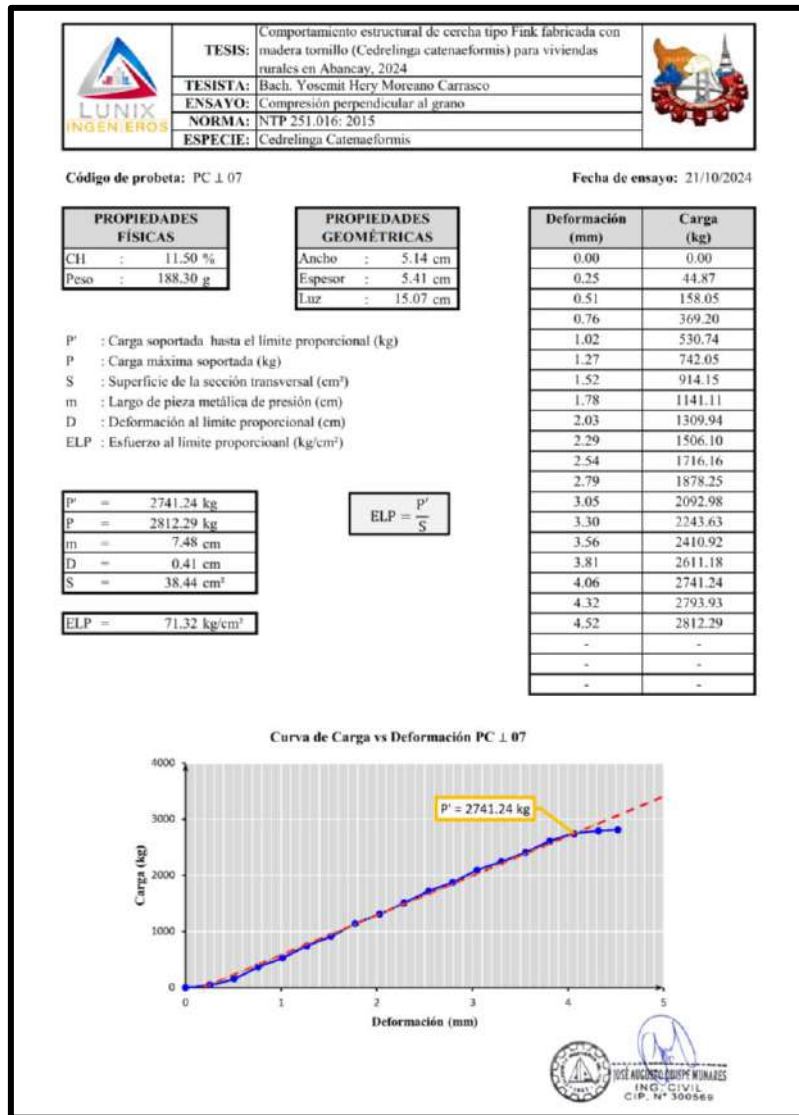 LUNIX
INGENIEROS
TESIS: Comportamiento estructural de cercha tipo Fink fabricada con
madera tornillo (Cedrelinga catenaeformis) para viviendas
rurales en Abancay, 2024
TESISTA: Bach. Yosemit Hery Moreano Carrasco
ENSAYO: Compresión perpendicular al grano
NORMA: NTP 251.016: 2015
ESPECIE: Cedrelinga Catenaeformis
Código de probeta: PC ⊥ 07
Fecha de ensayo: 21/10/2024
PROPIEDADES
FÍSICAS
CH : 11.50 %
Peso : 188.30 g
PROPIEDADES
GEOMÉTRICAS
Ancho : 5.14 cm
Espesor : 5.41 cm
Luz : 15.07 cm
P' : Carga soportada hasta el límite proporcional (kg)
P : Carga máxima soportada (kg)
S : Superficie de la sección transversal (cm²)
m : Largo de pieza metálica de presión (cm)
D : Deformación al límite proporcional (cm)
ELP : Esfuerzo al límite proporcioanl (kg/cm²)
P' = 2741.24 kg
P = 2812.29 kg
m = 7.48 cm
D = 0.41 cm
S = 38.44 cm²
ELP = 71.32 kg/cm²
ELP = P'
S
Deformación Carga
(mm) (kg)
0.00 0.00
0.25 44.87
0.51 158.05
0.76 369.20
1.02 530.74
1.27 742.05
1.52 914.15
1.78 1141.11
2.03 1309.94
2.29 1506.10
2.54 1716.16
2.79 1878.25
3.05 2092.98
3.30 2243.63
3.56 2410.92
3.81 2611.18
4.06 2741.24
4.32 2793.93
4.52 2812.29
- -
- -
- -
Curva de Carga vs Deformación PC ⊥ 07
4000
3000
2000
1000
0
Carga (kg)
P' = 2741.24 kg
0 1 2 3 4 5
Deformación (mm)
JOSÉ AUGUSTO QUISPE MUNARES
ING. CIVIL
CIP. N° 300569